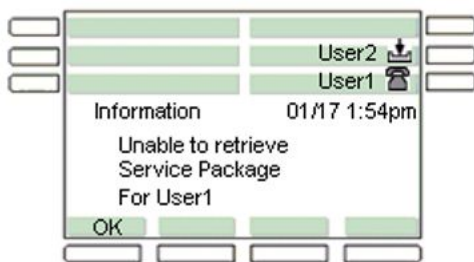 User2
User1
Information 01/17 1:54pm
Unable to retrieve
Service Package
For User1
OK